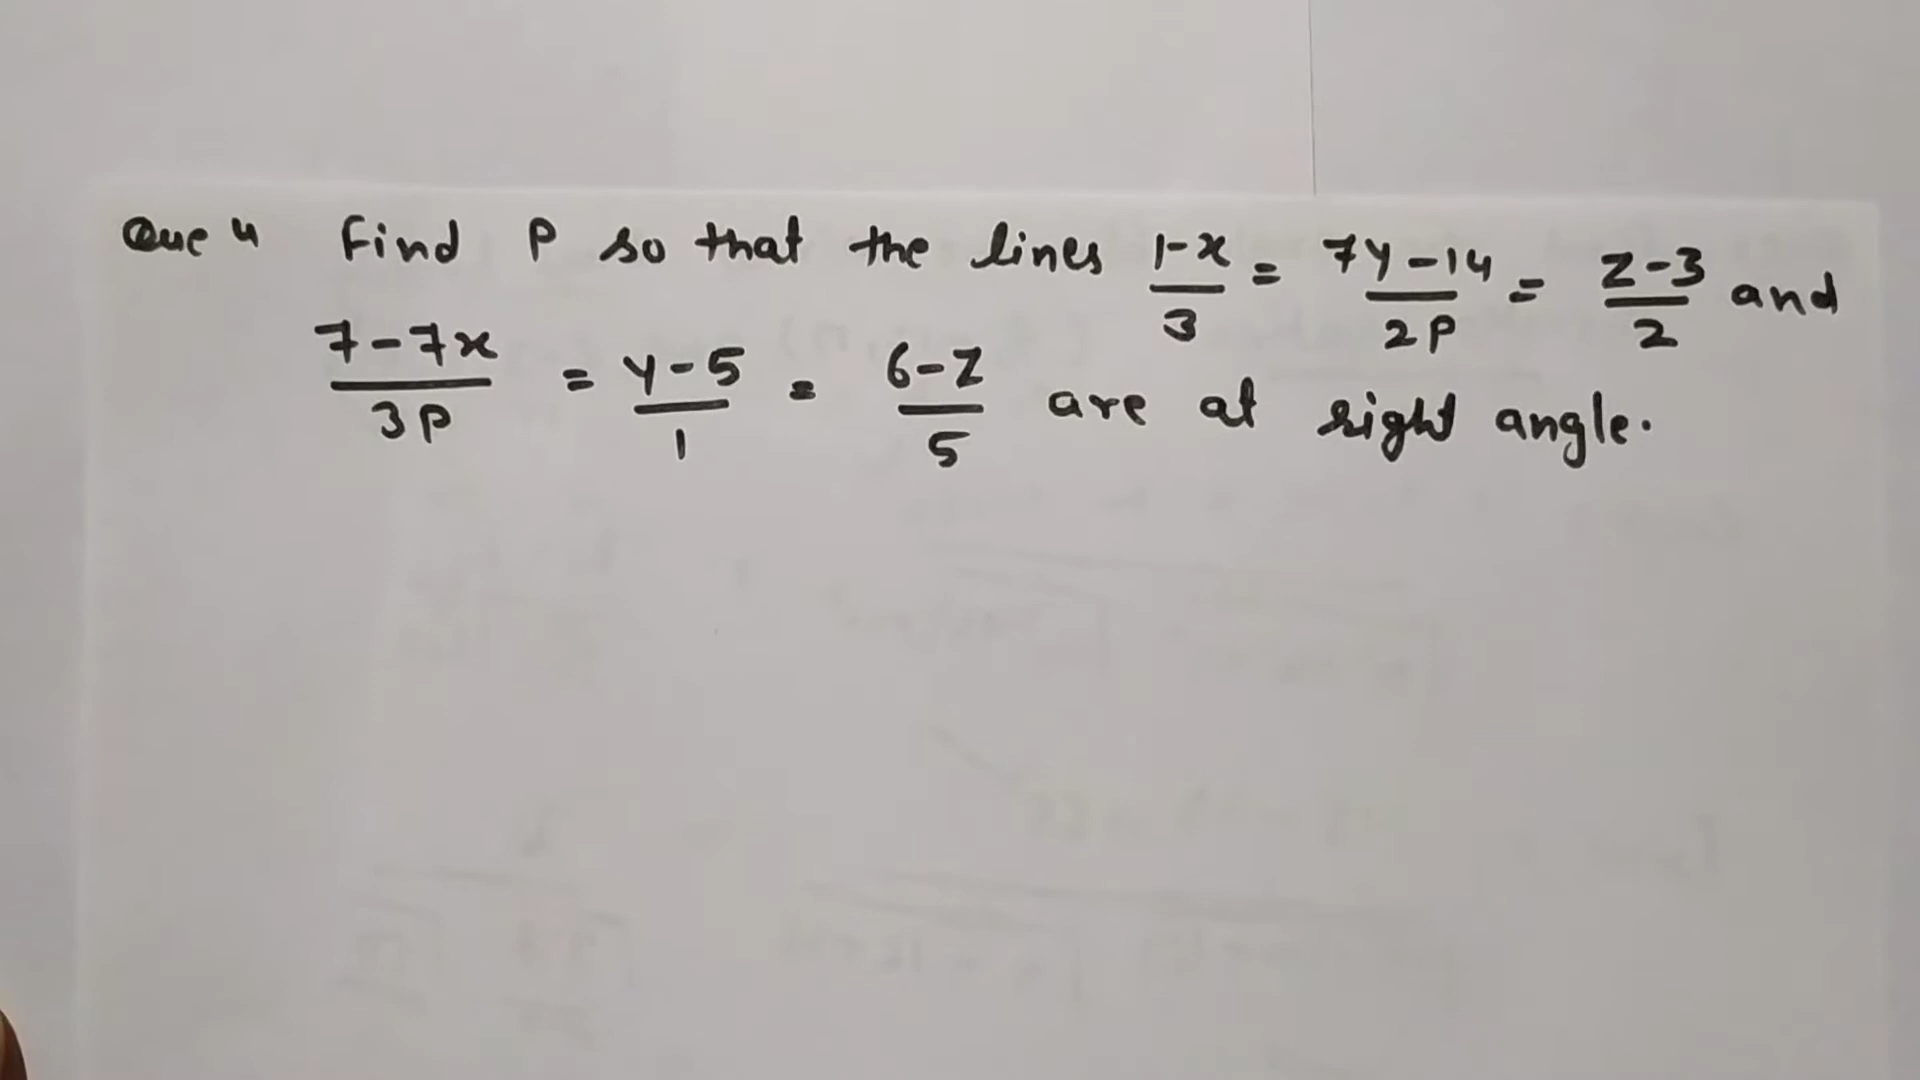 Que 4 Find P so that the lines (1-x)/3 = (7y-14)/2P = (z-3)/2 and
(7-7x)/3P = (y-5)/1 = (6-z)/5 are at right angle.